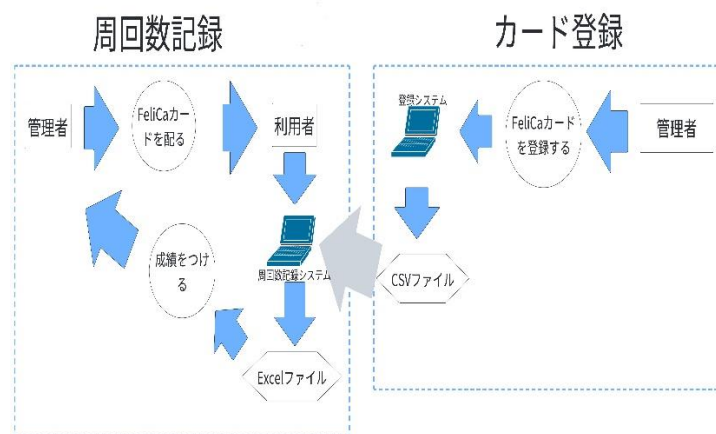 周回数記録
管理者
FeliCaカー
ドを配る
利用者
周回数記録システム
Excelファイル
成績をつけ
る
カード登録
管理者
FeliCaカード
を登録する
登録システム
CSVファイル